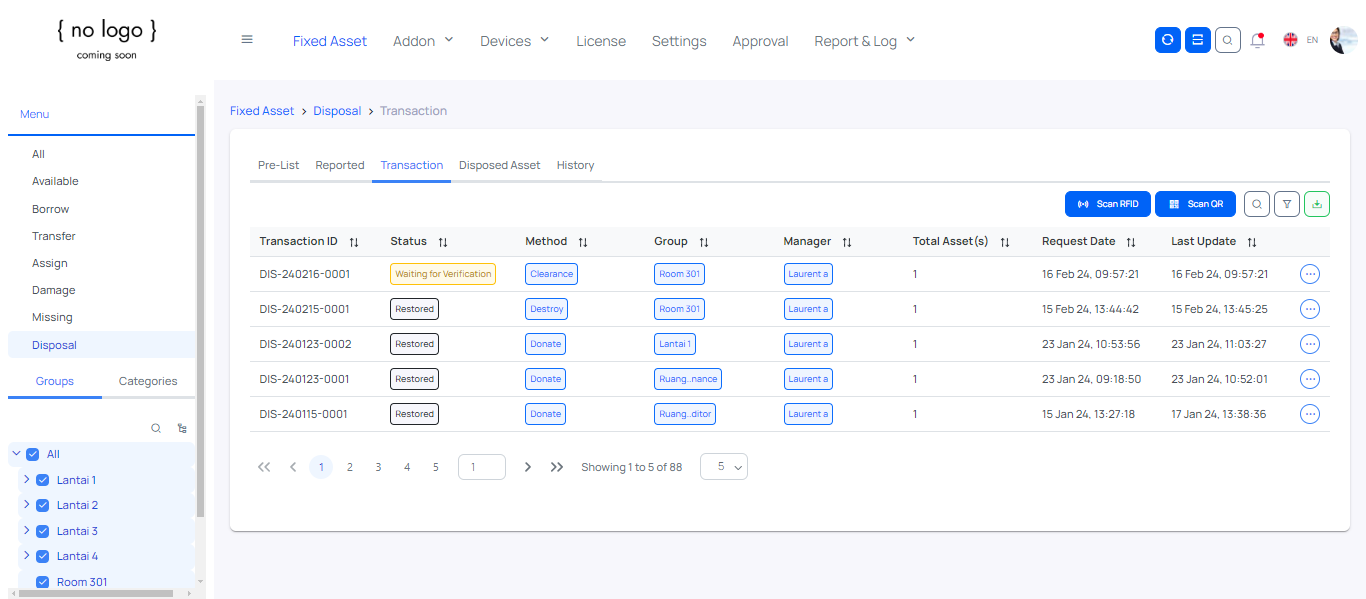 { no logo }
coming soon
Fixed Asset Addon Devices License Settings Approval Report & Log EN
Menu
All
Available
Borrow
Transfer
Assign
Damage
Missing
Disposal
Groups Categories
All
Lantai 1
Lantai 2
Lantai 3
Lantai 4
Room 301
Fixed Asset > Disposal > Transaction
Pre-List Reported Transaction Disposed Asset History
Scan RFID Scan QR
Transaction ID Status Method Group Manager Total Asset(s) Request Date Last Update
DIS-240216-0001 Waiting for Verification Clearance Room 301 Laurent a 1 16 Feb 24, 09:57:21 16 Feb 24, 09:57:21
DIS-240215-0001 Restored Destroy Room 301 Laurent a 1 15 Feb 24, 13:44:42 15 Feb 24, 13:45:25
DIS-240123-0002 Restored Donate Lantai 1 Laurent a 1 23 Jan 24, 10:53:56 23 Jan 24, 11:03:27
DIS-240123-0001 Restored Donate Ruang..nance Laurent a 1 23 Jan 24, 09:18:50 23 Jan 24, 10:52:01
DIS-240115-0001 Restored Donate Ruang..ditor Laurent a 1 15 Jan 24, 13:27:18 17 Jan 24, 13:38:36
1 2 3 4 5 1 Showing 1 to 5 of 88 5